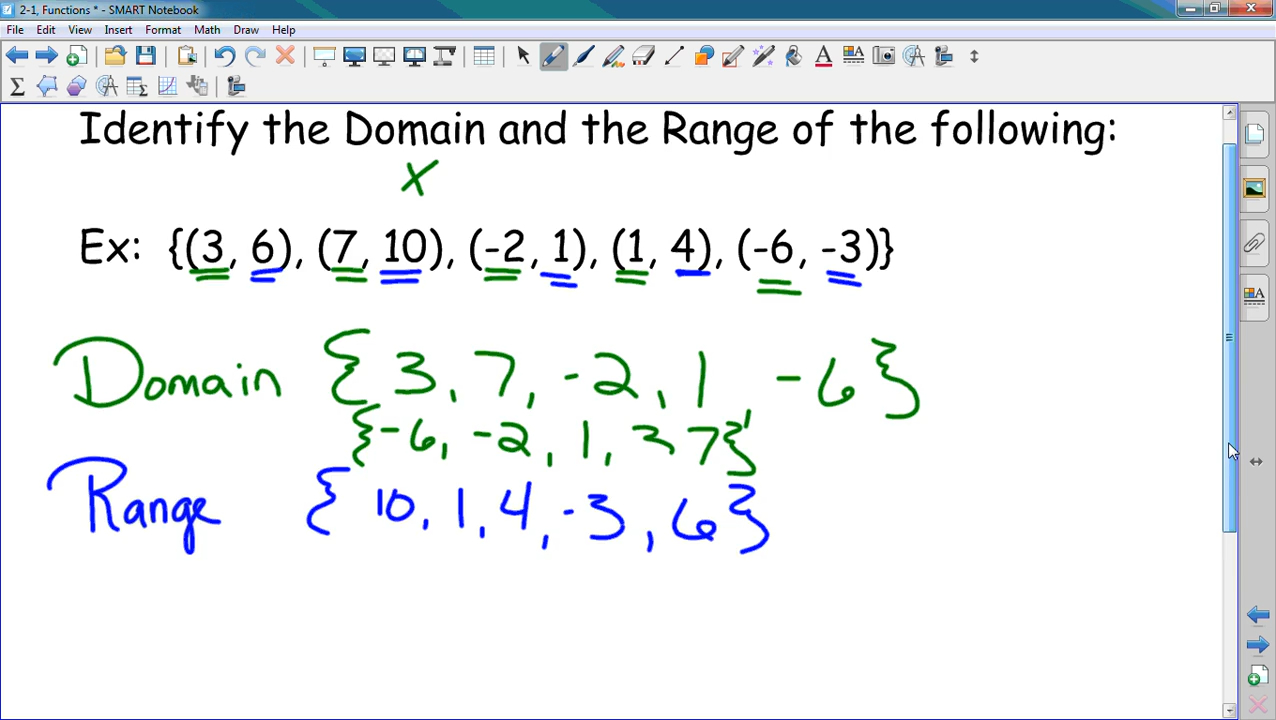 2-1, Functions * - SMART Notebook
File Edit View Insert Format Math Draw Help
Identify the Domain and the Range of the following:
x
Ex: {(3, 6), (7, 10), (-2, 1), (1, 4), (-6, -3)}
Domain { 3, 7, -2, 1 -6}
{-6, -2, 1, 3 7}
Range { 10, 1, 4, -3, 6}